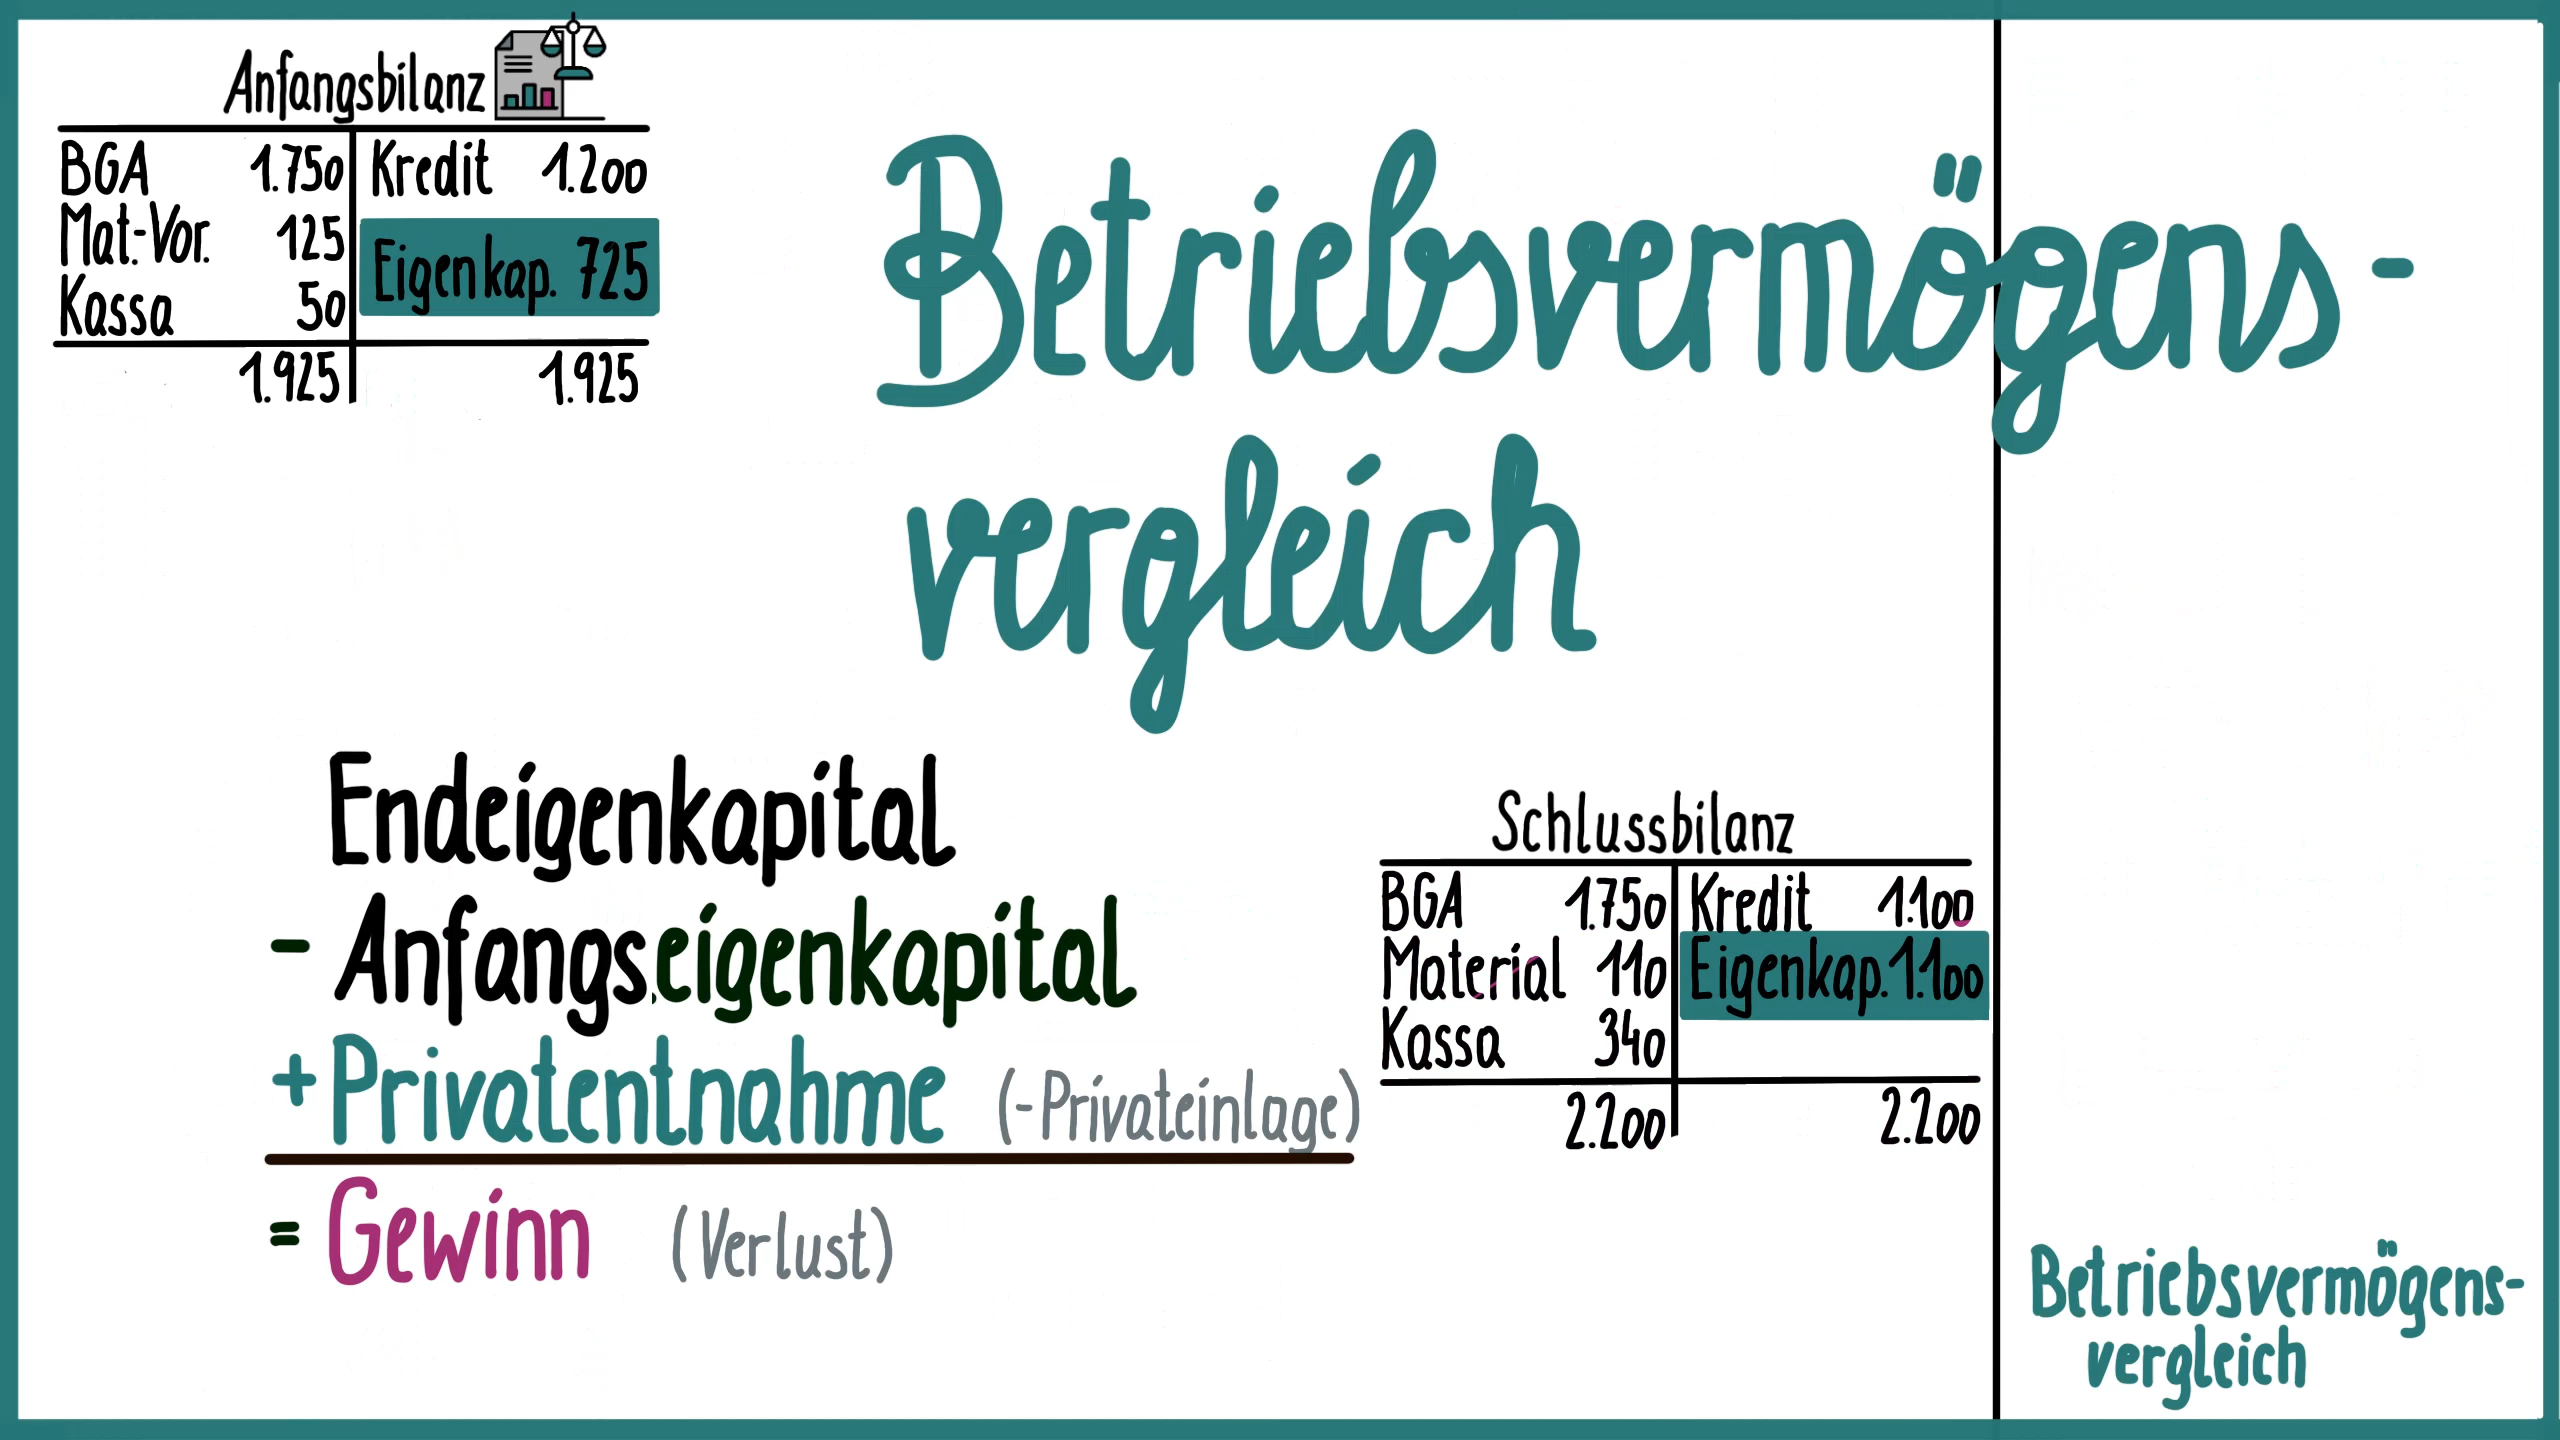 Anfangsbilanz
BGA 1.750 Kredit 1.200
Mat.-Vor. 125 Eigenkap. 725
Kassa 50
1.925 1.925
Betriebsvermögens-
vergleich
Endeigenkapital
- Anfangseigenkapital
+ Privatentnahme (-Privateinlage)
= Gewinn (Verlust)
Schlussbilanz
BGA 1.750 Kredit 1.100
Material 110 Eigenkap. 1.100
Kassa 340
2.200 2.200
Betriebsvermögens-
vergleich